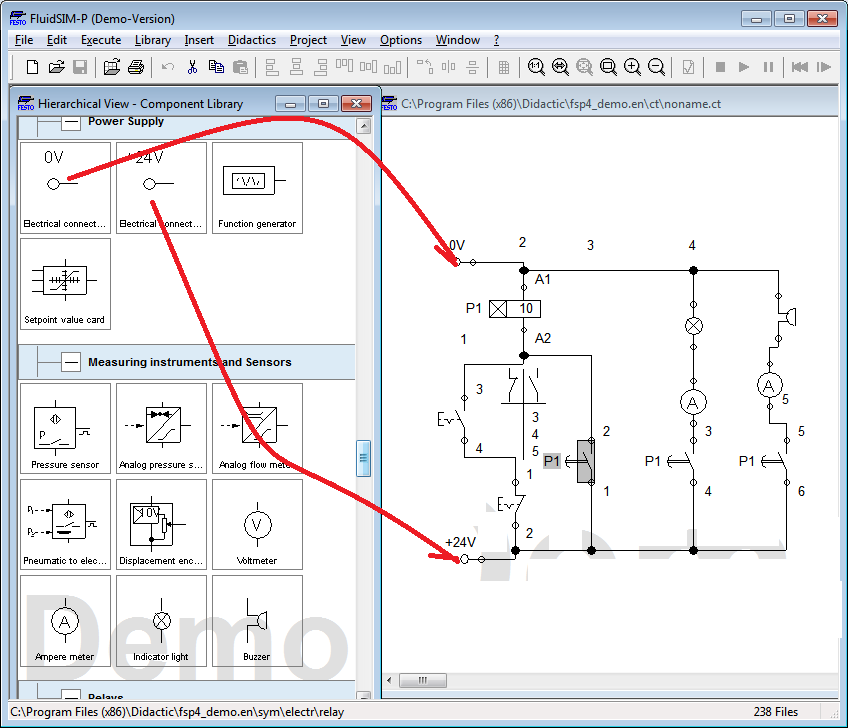 FluidSIM-P (Demo-Version)
File Edit Execute Library Insert Didactics Project View Options Window ?
FESTO Hierarchical View - Component Library
FESTO C:\Program Files (x86)\Didactic\fsp4_demo.en\ct\noname.ct
Power Supply
0V +24V
Electrical connect... Electrical connect... Function generator
Setpoint value card
Measuring instruments and Sensors
Pressure sensor Analog pressure s... Analog flow meter
Pneumatic to elec... Displacement enc... Voltmeter
Ampere meter Indicator light Buzzer
Relays
Demo
0V 2 3 4
A1
P1 10
1 A2
3
3
4
5
4
1
2
P1
2
1
A
P1
3
4
A
5
5
P1
6
+24V
C:\Program Files (x86)\Didactic\fsp4_demo.en\sym\electr\relay 238 Files